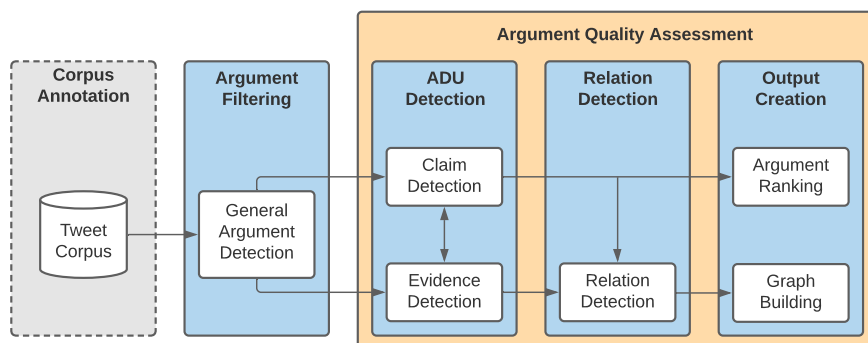 Argument Quality Assessment
Corpus
Annotation
Argument
Filtering
ADU
Detection
Relation
Detection
Output
Creation
Tweet
Corpus
General
Argument
Detection
Claim
Detection
Evidence
Detection
Relation
Detection
Argument
Ranking
Graph
Building